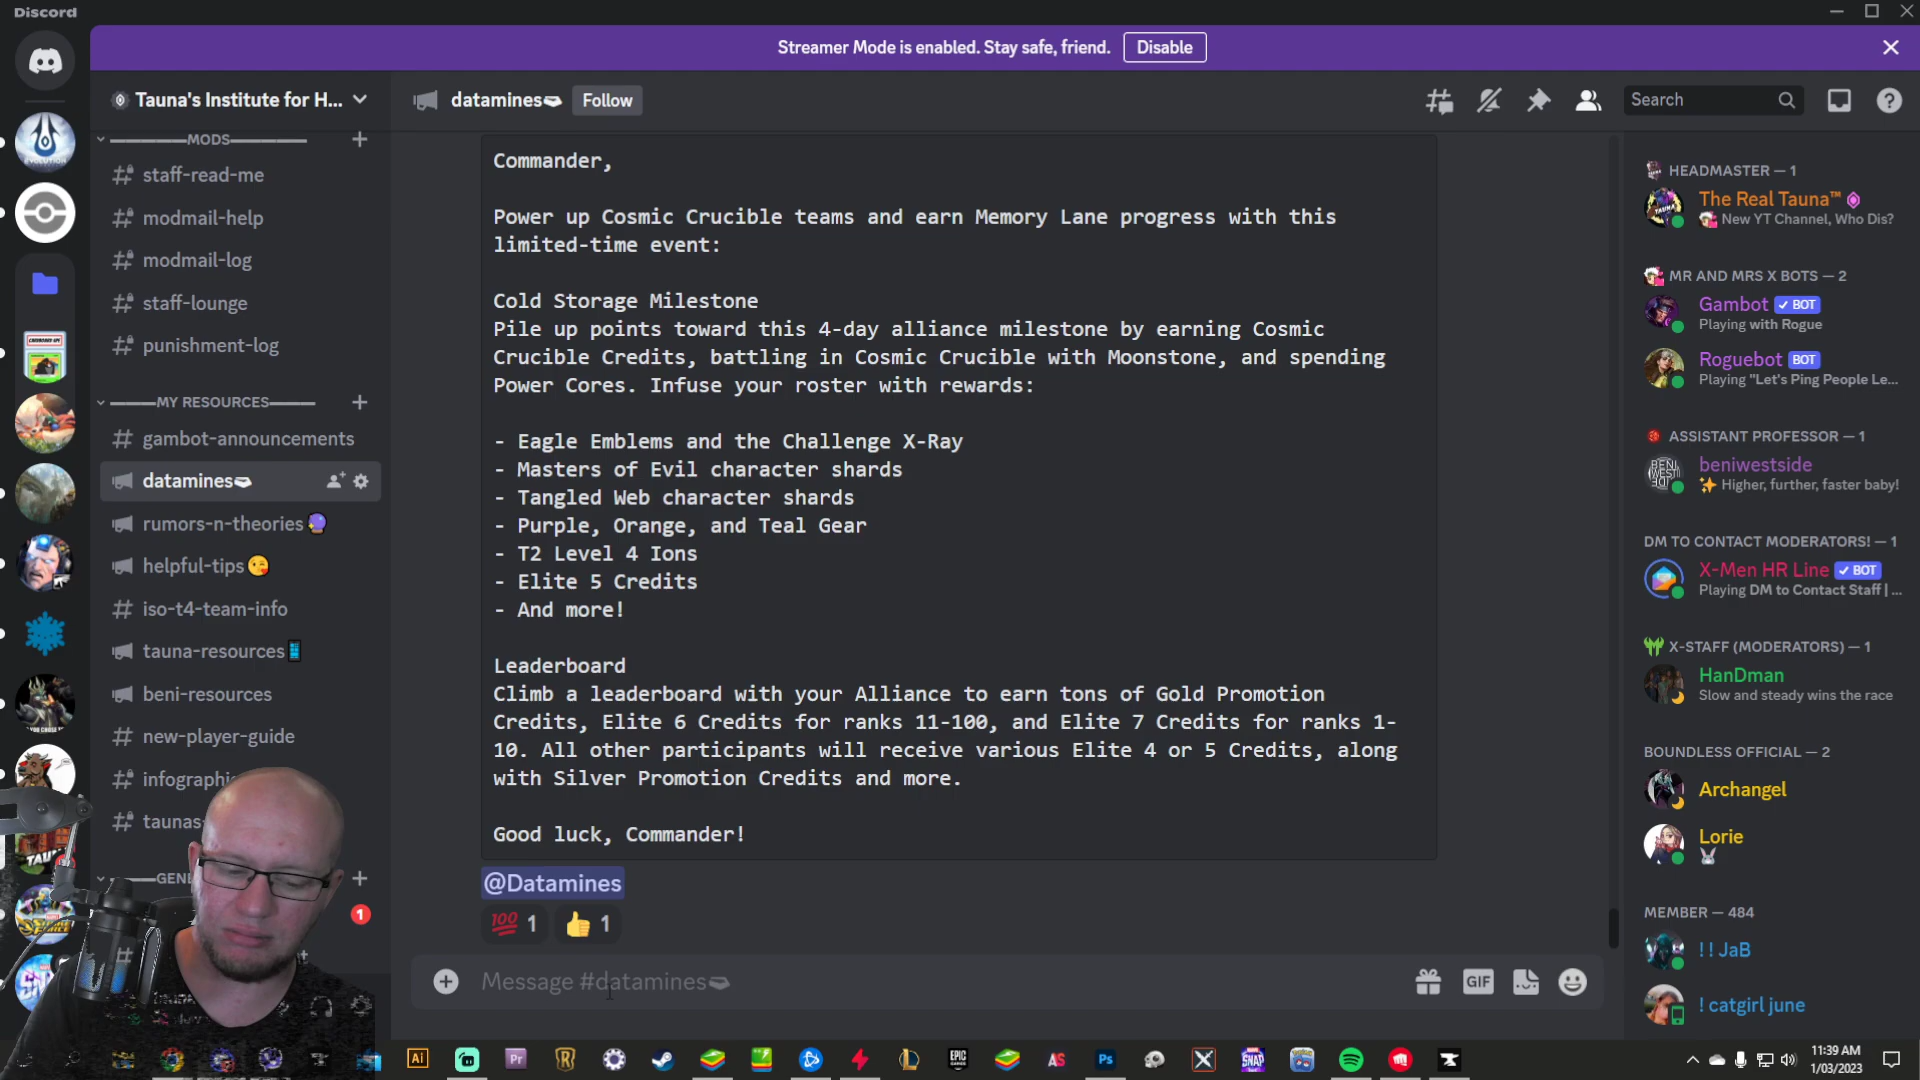 Discord
Streamer Mode is enabled. Stay safe, friend.
Disable
Tauna's Institute for H...
MODS
staff-read-me
modmail-help
modmail-log
staff-lounge
punishment-log
MY RESOURCES
gambot-announcements
datamines
rumors-n-theories
helpful-tips
iso-t4-team-info
tauna-resources
beni-resources
new-player-guide
infographic
taunas-
GEN
1
datamines
Follow
Search
Commander,
Power up Cosmic Crucible teams and earn Memory Lane progress with this
limited-time event:
Cold Storage Milestone
Pile up points toward this 4-day alliance milestone by earning Cosmic
Crucible Credits, battling in Cosmic Crucible with Moonstone, and spending
Power Cores. Infuse your roster with rewards:
- Eagle Emblems and the Challenge X-Ray
- Masters of Evil character shards
- Tangled Web character shards
- Purple, Orange, and Teal Gear
- T2 Level 4 Ions
- Elite 5 Credits
- And more!
Leaderboard
Climb a leaderboard with your Alliance to earn tons of Gold Promotion
Credits, Elite 6 Credits for ranks 11-100, and Elite 7 Credits for ranks 1-
10. All other participants will receive various Elite 4 or 5 Credits, along
with Silver Promotion Credits and more.
Good luck, Commander!
@Datamines
100 1 1
Message #datamines
GIF
HEADMASTER — 1
The Real Tauna™
New YT Channel, Who Dis?
MR AND MRS X BOTS — 2
Gambot BOT
Playing with Rogue
Roguebot BOT
Playing "Let's Ping People Le...
ASSISTANT PROFESSOR — 1
beniwestside
Higher, further, faster baby!
DM TO CONTACT MODERATORS! — 1
X-Men HR Line BOT
Playing DM to Contact Staff | ...
X-STAFF (MODERATORS) — 1
HanDman
Slow and steady wins the race
BOUNDLESS OFFICIAL — 2
Archangel
Lorie
MEMBER — 484
! ! JaB
! catgirl june
Ai
Pr
EPIC GAMES
AS
Ps
SNAP
11:39 AM
1/03/2023